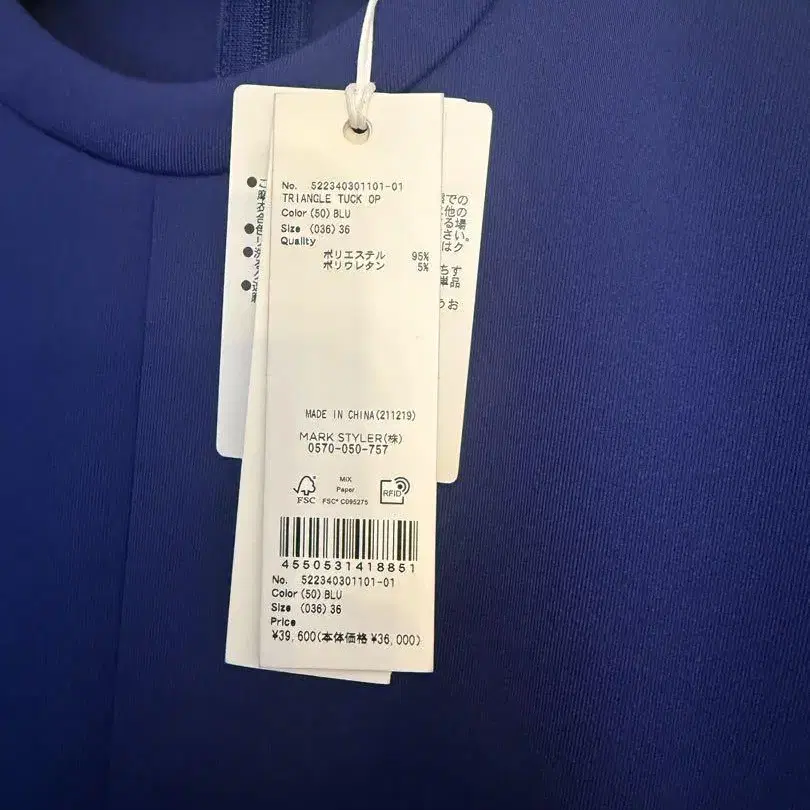 No. 522340301101-01
TRIANGLE TUCK OP
Color (50) BLU
Size (036) 36
Quality
ポリエステル 95%
ポリウレタン 5%
MADE IN CHINA(211219)
MARK STYLER(株)
0570-050-757
FSC
MIX
Paper
FSC® C095275
RFID
4550531418851
No. 522340301101-01
Color (50) BLU
Size (036) 36
Price
¥39,600(本体価格 ¥36,000)